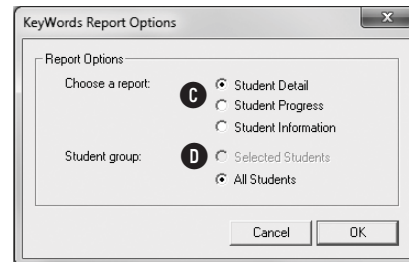 KeyWords Report Options
x
Report Options
Choose a report:
C
Student Detail
Student Progress
Student Information
Student group:
D
Selected Students
All Students
Cancel
OK